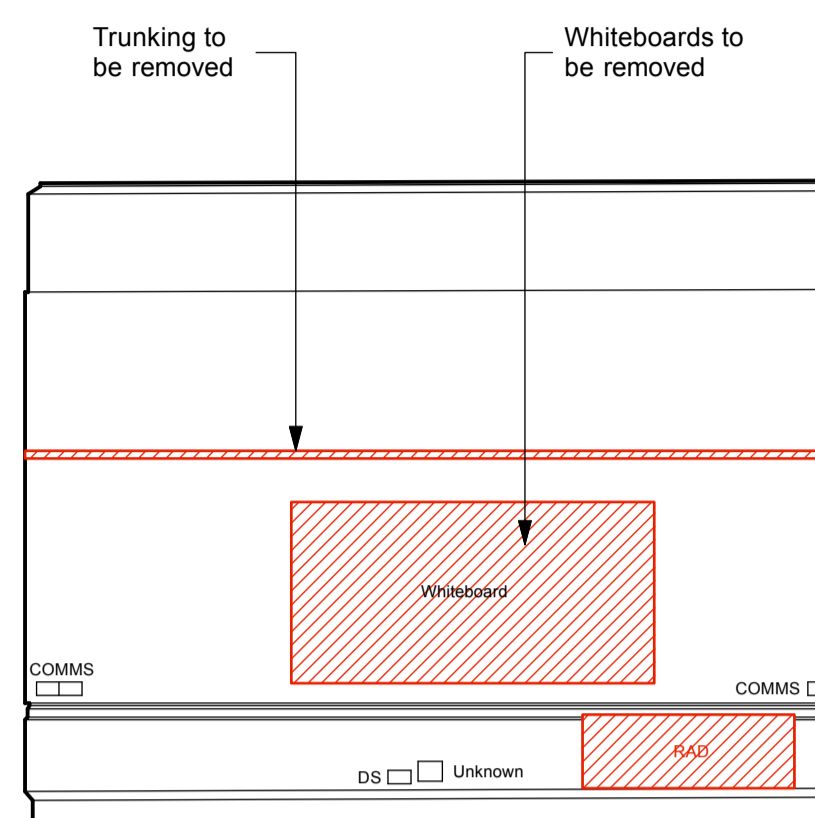 Trunking to
be removed
Whiteboards to
be removed
Whiteboard
COMMS
COMMS
RAD
DS
Unknown